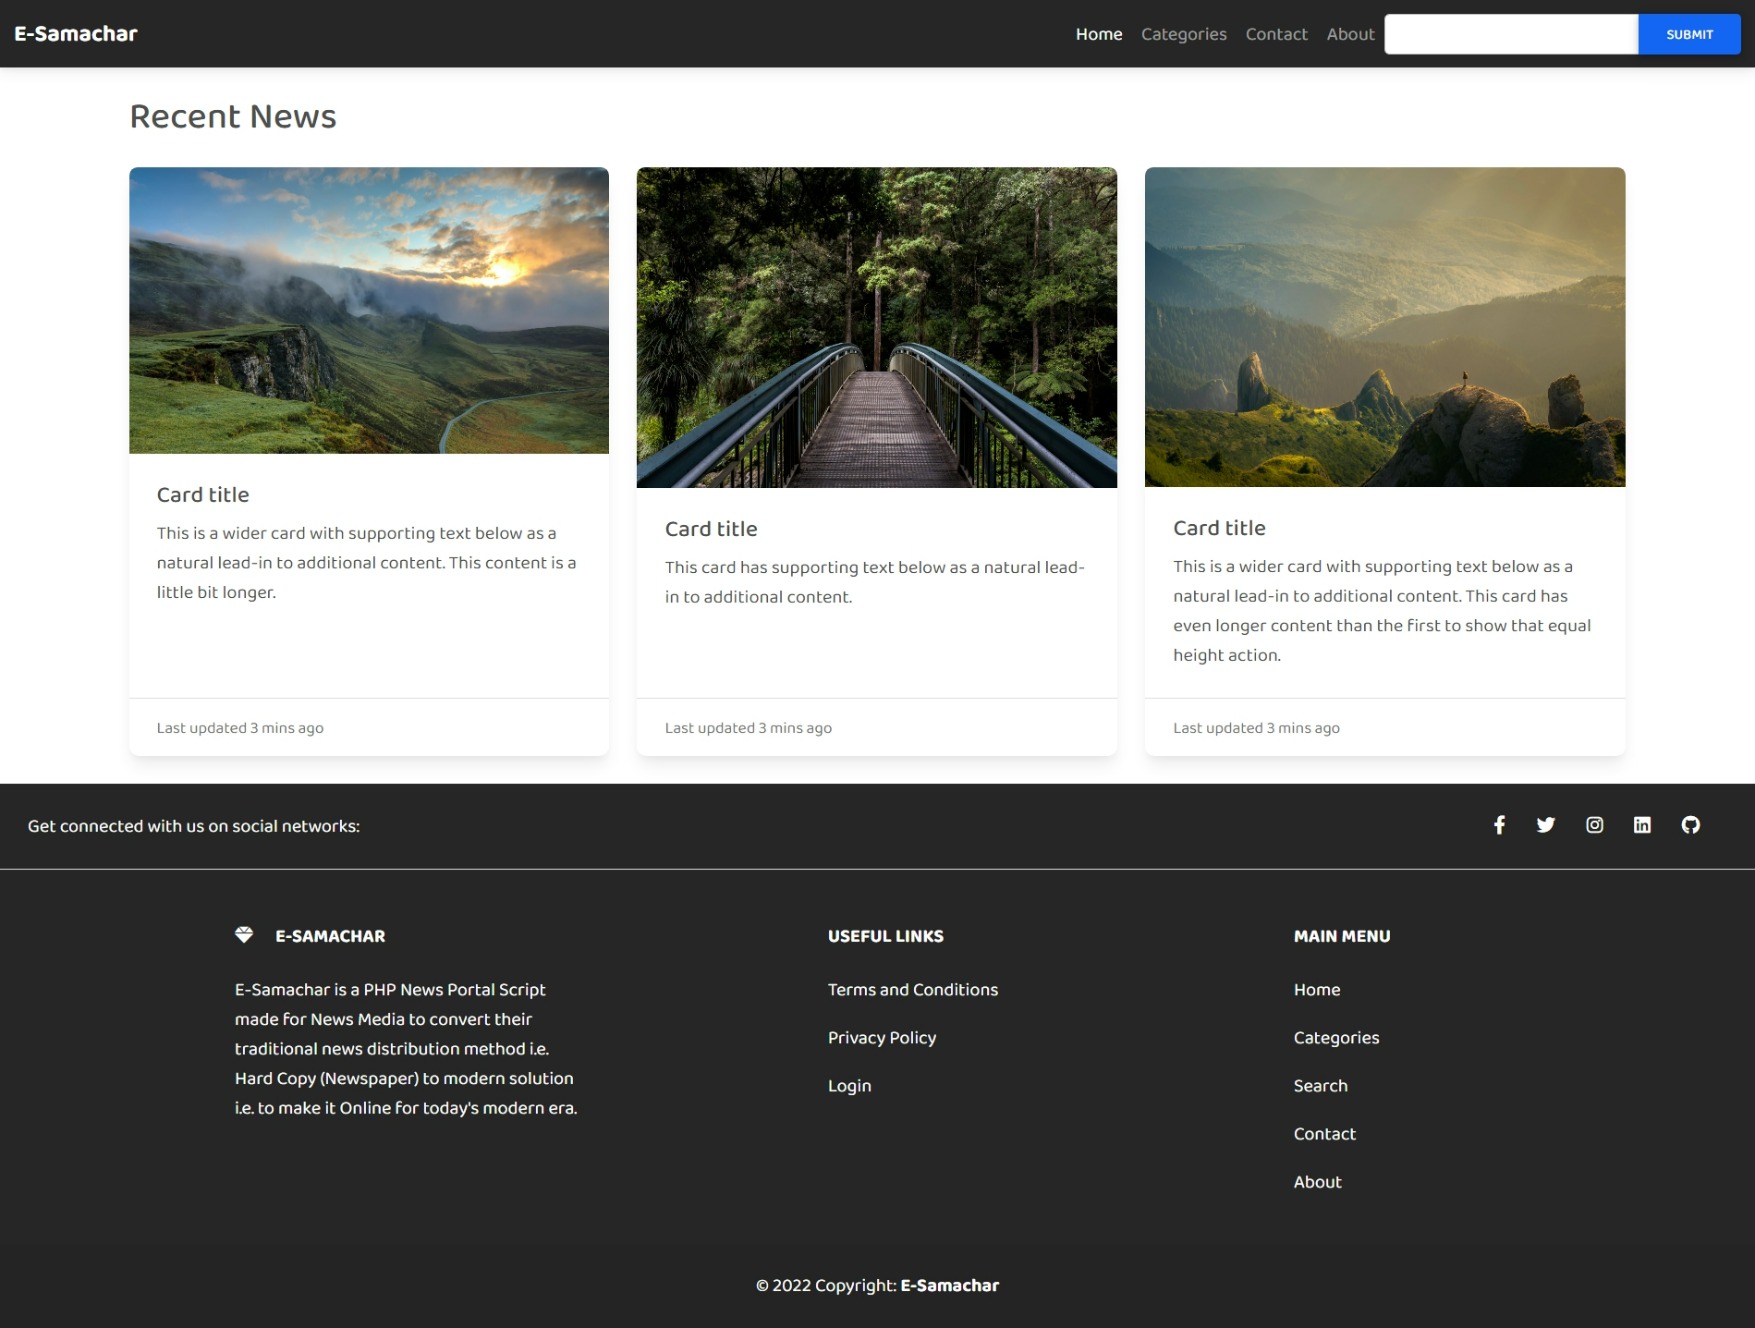 E-Samachar
Home Categories Contact About SUBMIT
Recent News
Card title
This is a wider card with supporting text below as a
natural lead-in to additional content. This content is a
little bit longer.
Last updated 3 mins ago
Card title
This card has supporting text below as a natural lead-
in to additional content.
Last updated 3 mins ago
Card title
This is a wider card with supporting text below as a
natural lead-in to additional content. This card has
even longer content than the first to show that equal
height action.
Last updated 3 mins ago
Get connected with us on social networks:
E-SAMACHAR
E-Samachar is a PHP News Portal Script
made for News Media to convert their
traditional news distribution method i.e.
Hard Copy (Newspaper) to modern solution
i.e. to make it Online for today's modern era.
USEFUL LINKS
Terms and Conditions
Privacy Policy
Login
MAIN MENU
Home
Categories
Search
Contact
About
© 2022 Copyright: E-Samachar